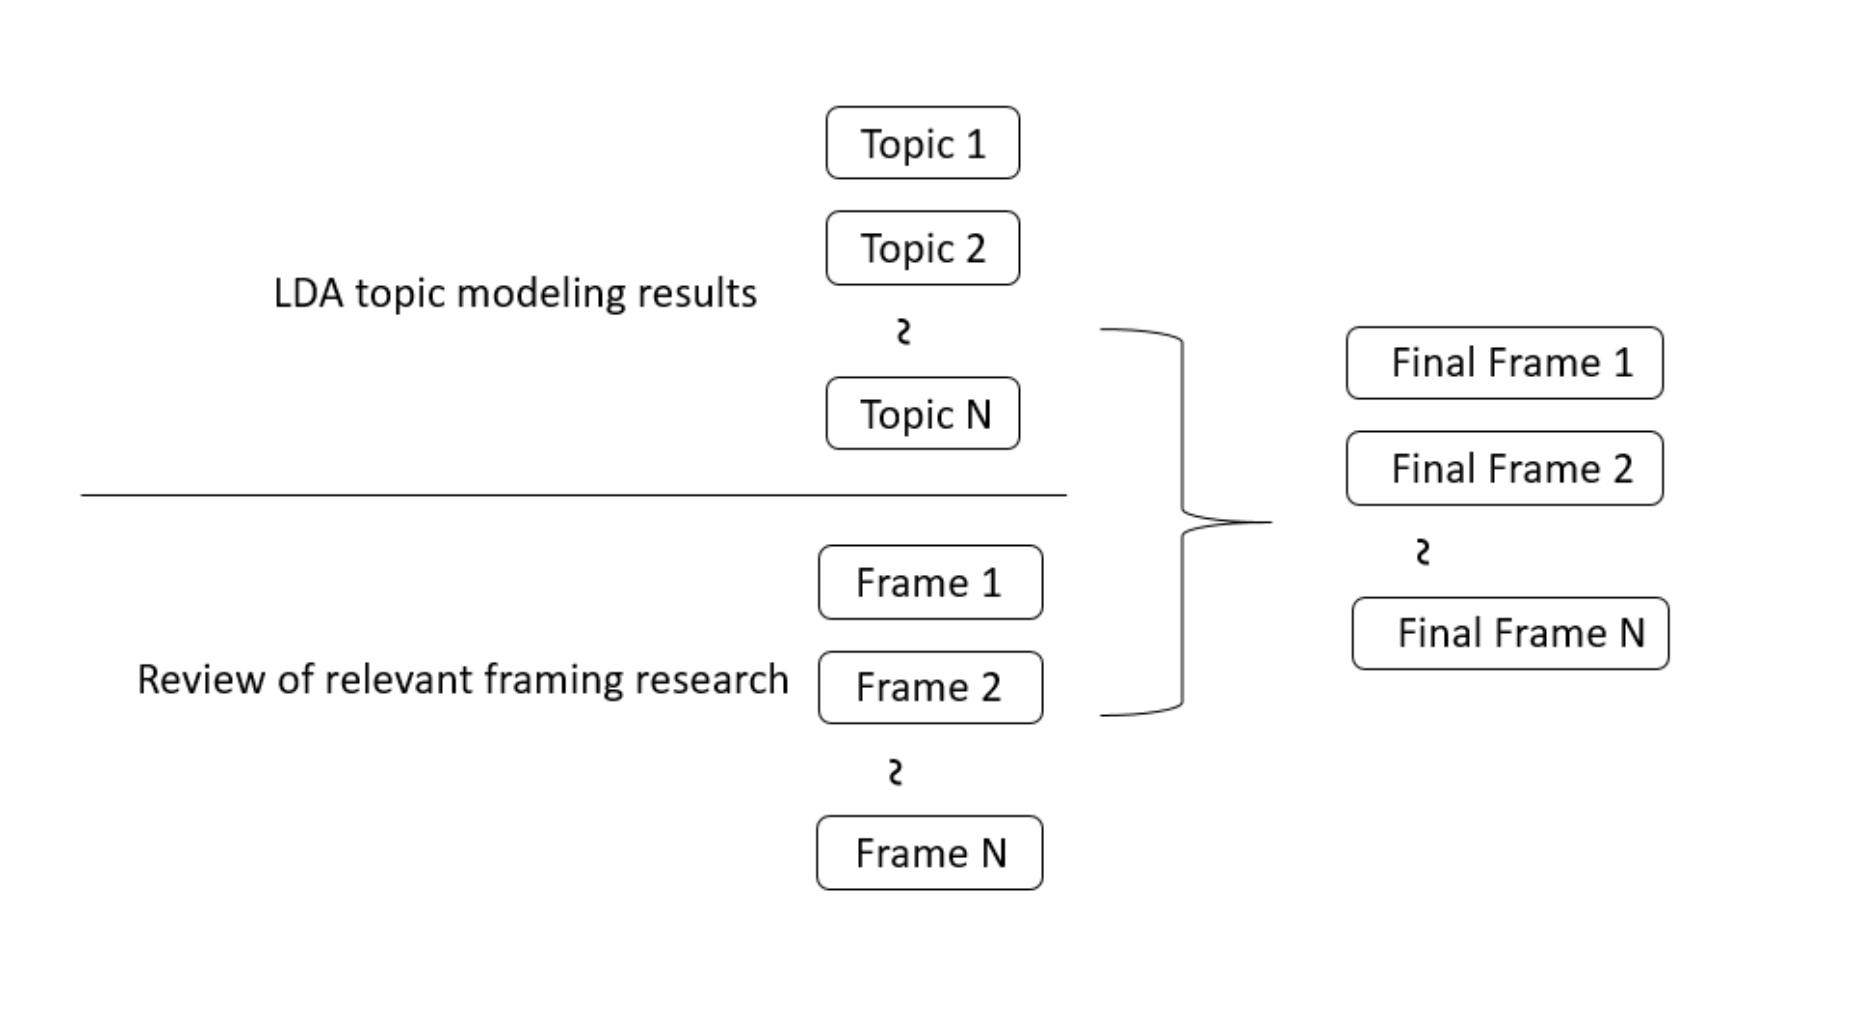 Topic 1
Topic 2
LDA topic modeling results
~
Topic N
Frame 1
Review of relevant framing research
Frame 2
~
Frame N
Final Frame 1
Final Frame 2
~
Final Frame N